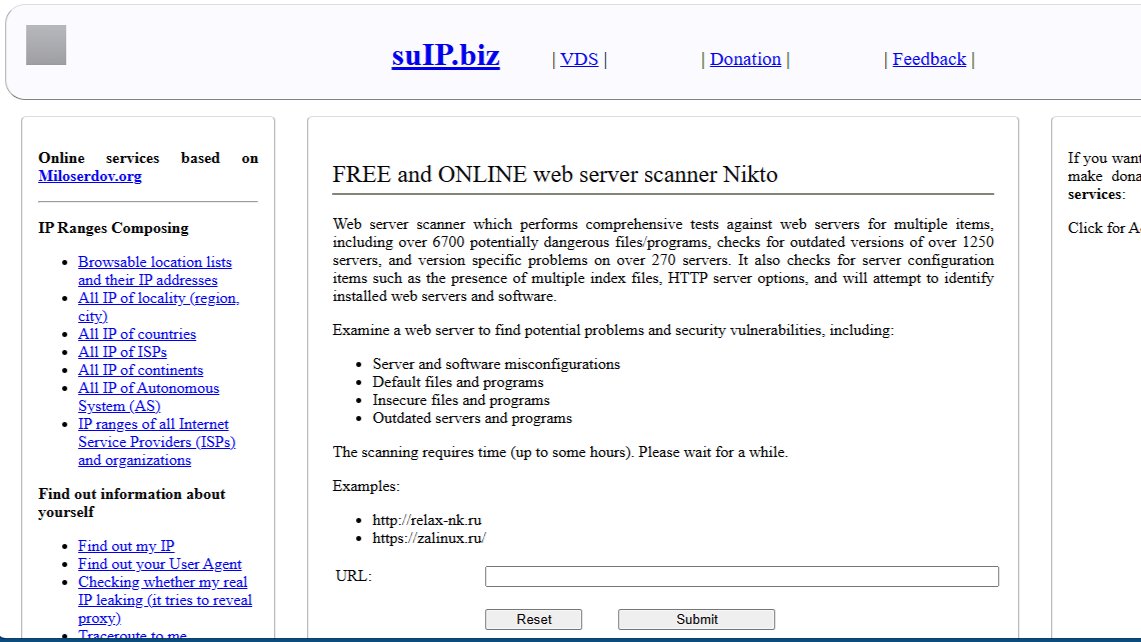 suIP.biz | VDS | | Donation | | Feedback |
Online services based on
Miloserdov.org
IP Ranges Composing
• Browsable location lists
and their IP addresses
• All IP of locality (region,
city)
• All IP of countries
• All IP of ISPs
• All IP of continents
• All IP of Autonomous
System (AS)
• IP ranges of all Internet
Service Providers (ISPs)
and organizations
Find out information about
yourself
• Find out my IP
• Find out your User Agent
• Checking whether my real
IP leaking (it tries to reveal
proxy)
• Traceroute to me
FREE and ONLINE web server scanner Nikto
Web server scanner which performs comprehensive tests against web servers for multiple items,
including over 6700 potentially dangerous files/programs, checks for outdated versions of over 1250
servers, and version specific problems on over 270 servers. It also checks for server configuration
items such as the presence of multiple index files, HTTP server options, and will attempt to identify
installed web servers and software.
Examine a web server to find potential problems and security vulnerabilities, including:
• Server and software misconfigurations
• Default files and programs
• Insecure files and programs
• Outdated servers and programs
The scanning requires time (up to some hours). Please wait for a while.
Examples:
• http://relax-nk.ru
• https://zalinux.ru/
URL:
Reset Submit
If you want
make dona
services:
Click for A